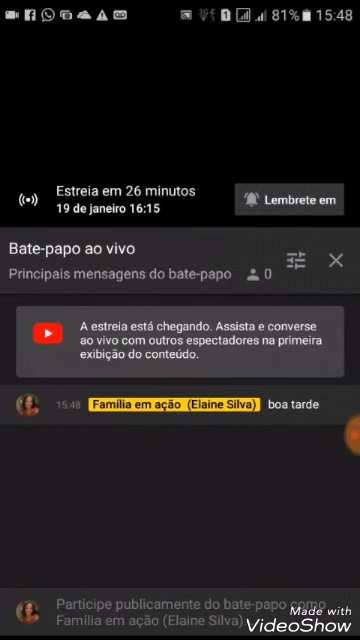 81% 15:48
Estreia em 26 minutos
19 de janeiro 16:15
Lembrete em
Bate-papo ao vivo
Principais mensagens do bate-papo 0
A estreia está chegando. Assista e converse
ao vivo com outros espectadores na primeira
exibição do conteúdo.
15:48 Família em ação (Elaine Silva) boa tarde
Participe publicamente do bate-papo como
Família em ação (Elaine Silva)
Made with
VideoShow